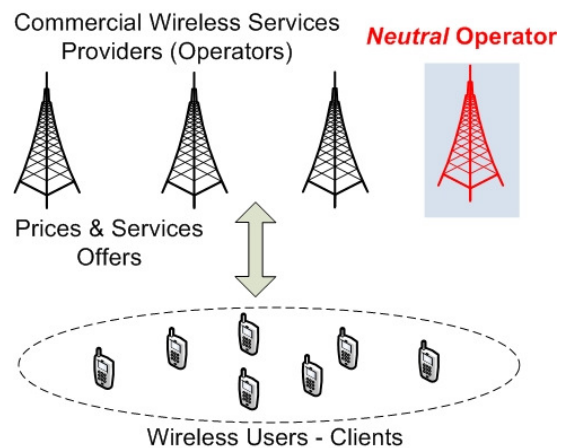 Commercial Wireless Services
Providers (Operators)
Neutral Operator
Prices & Services
Offers
Wireless Users - Clients